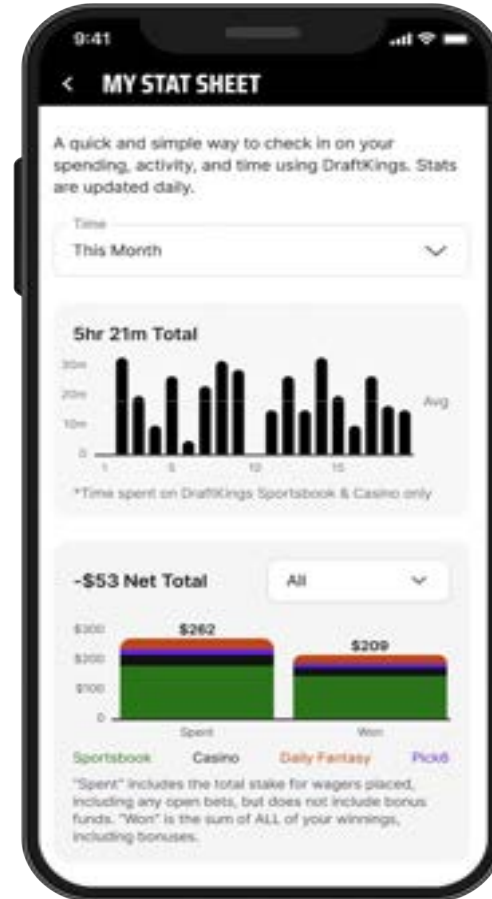 9:41
MY STAT SHEET
A quick and simple way to check in on your
spending, activity, and time using DraftKings. Stats
are updated daily.
Time
This Month
5hr 21m Total
30m
20m
10m
0
Avg
1 5 10 15
*Time spent on DraftKings Sportsbook & Casino only
-$53 Net Total
All
$300
$200
$100
0
$262
$209
Spent Won
Sportsbook Casino Daily Fantasy Pick6
"Spent" includes the total stake for wagers placed,
including any open bets, but does not include bonus
funds. "Won" is the sum of ALL of your winnings,
including bonuses.